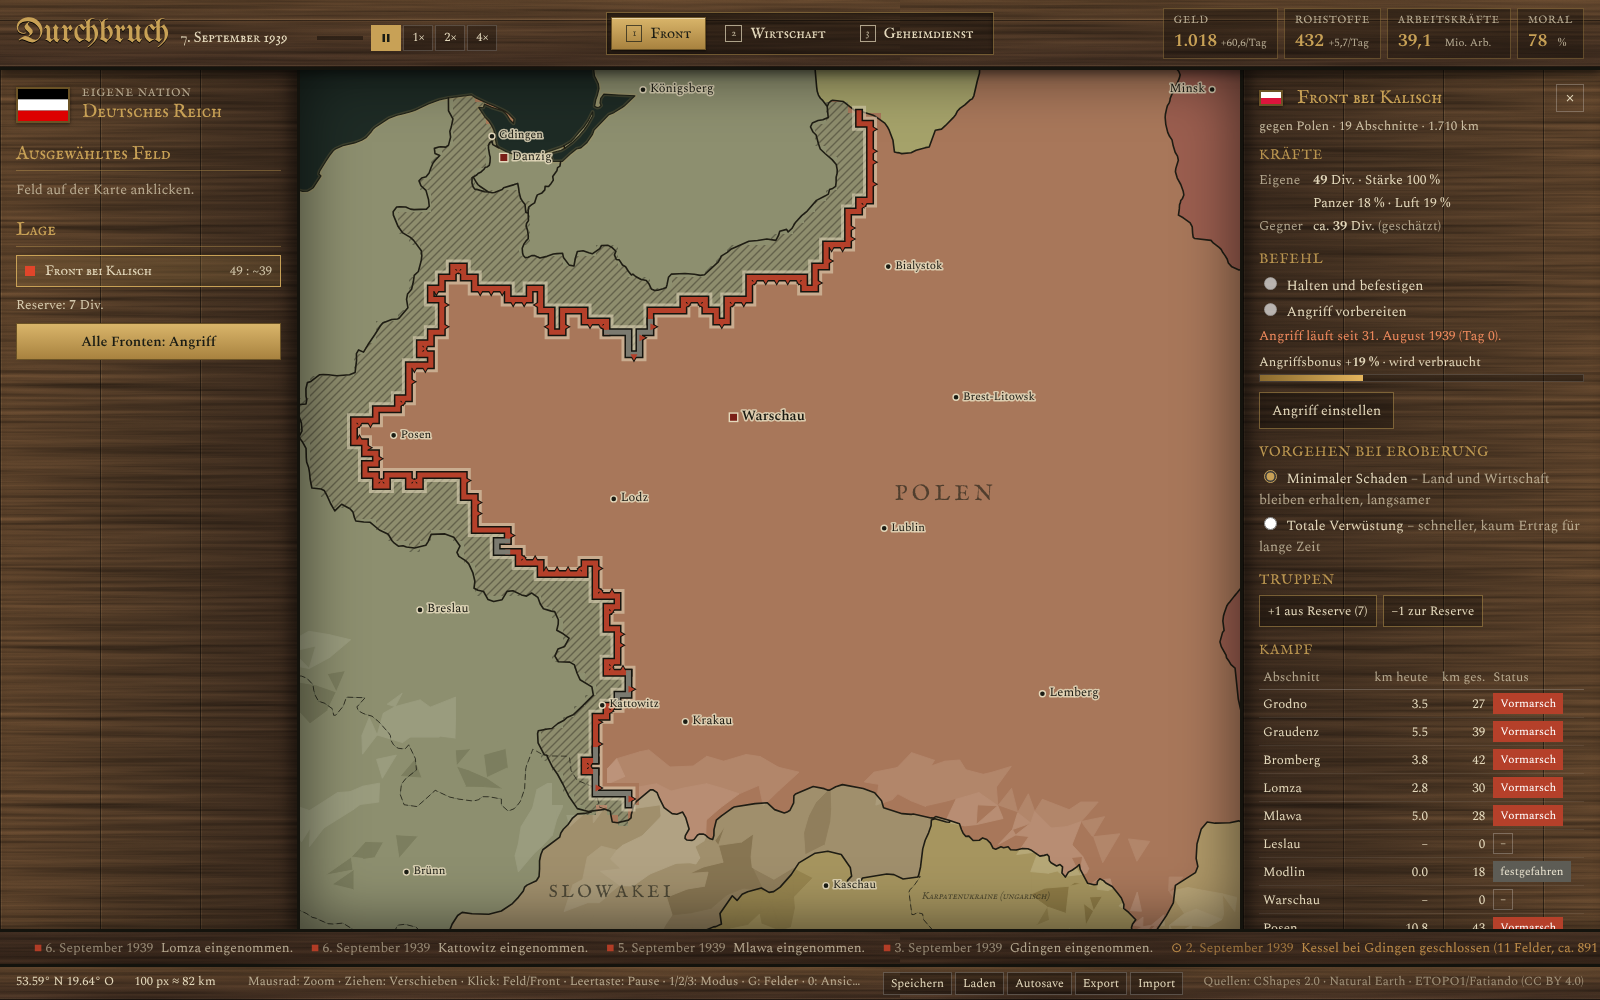 Durchbruch
7. September 1939
1×
2×
4×
1 Front
2 Wirtschaft
3 Geheimdienst
GELD
1.018 +60,6/Tag
ROHSTOFFE
432 +5,7/Tag
ARBEITSKRÄFTE
39,1 Mio. Arb.
MORAL
78 %
EIGENE NATION
Deutsches Reich
Ausgewähltes Feld
Feld auf der Karte anklicken.
Lage
Front bei Kalisch 49 : ~39
Reserve: 7 Div.
Alle Fronten: Angriff
Königsberg
Minsk
Gdingen
Danzig
Bialystok
Brest-Litowsk
Warschau
Posen
POLEN
Lodz
Lublin
Breslau
Lemberg
Kattowitz
Krakau
Brünn
SLOWAKEI
Kaschau
Karpatenukraine (ungarisch)
Front bei Kalisch
×
gegen Polen · 19 Abschnitte · 1.710 km
KRÄFTE
Eigene 49 Div. · Stärke 100 %
Panzer 18 % · Luft 19 %
Gegner ca. 39 Div. (geschätzt)
BEFEHL
Halten und befestigen
Angriff vorbereiten
Angriff läuft seit 31. August 1939 (Tag 0).
Angriffsbonus +19 % · wird verbraucht
Angriff einstellen
VORGEHEN BEI EROBERUNG
Minimaler Schaden – Land und Wirtschaft
bleiben erhalten, langsamer
Totale Verwüstung – schneller, kaum Ertrag für
lange Zeit
TRUPPEN
+1 aus Reserve (7)
−1 zur Reserve
KAMPF
Abschnitt km heute km ges. Status
Grodno 3.5 27 Vormarsch
Graudenz 5.5 39 Vormarsch
Bromberg 3.8 42 Vormarsch
Lomza 2.8 30 Vormarsch
Mlawa 5.0 28 Vormarsch
Leslau – 0 –
Modlin 0.0 18 festgefahren
Warschau – 0 –
Posen 10.8 43 Vormarsch
6. September 1939 Lomza eingenommen.
6. September 1939 Kattowitz eingenommen.
5. September 1939 Mlawa eingenommen.
3. September 1939 Gdingen eingenommen.
2. September 1939 Kessel bei Gdingen geschlossen (11 Felder, ca. 891
53.59° N 19.64° O
100 px ≈ 82 km
Mausrad: Zoom · Ziehen: Verschieben · Klick: Feld/Front · Leertaste: Pause · 1/2/3: Modus · G: Felder · 0: Ansic...
Speichern
Laden
Autosave
Export
Import
Quellen: CShapes 2.0 · Natural Earth · ETOPO1/Fatiando (CC BY 4.0)